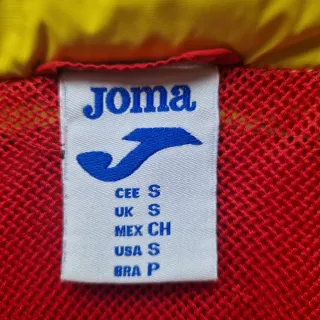 Joma
CEE S
UK S
MEX CH
USA S
BRA P